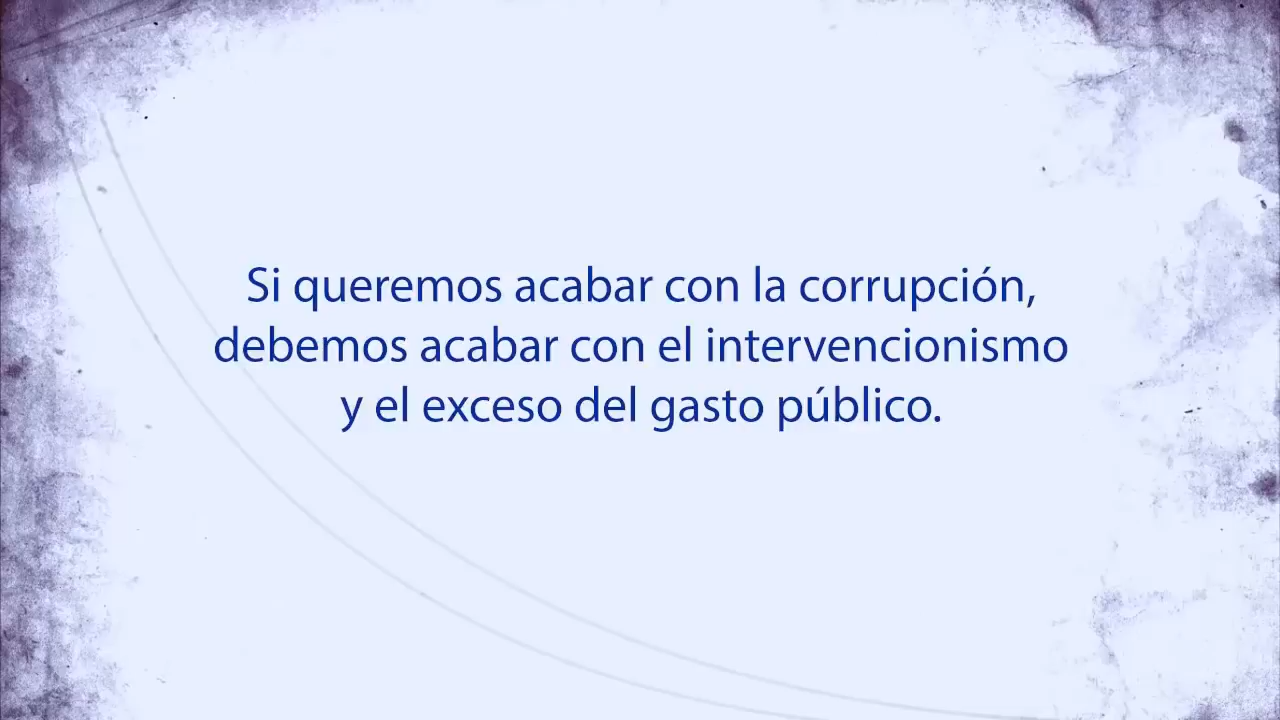 Si queremos acabar con la corrupción,
debemos acabar con el intervencionismo
y el exceso del gasto público.